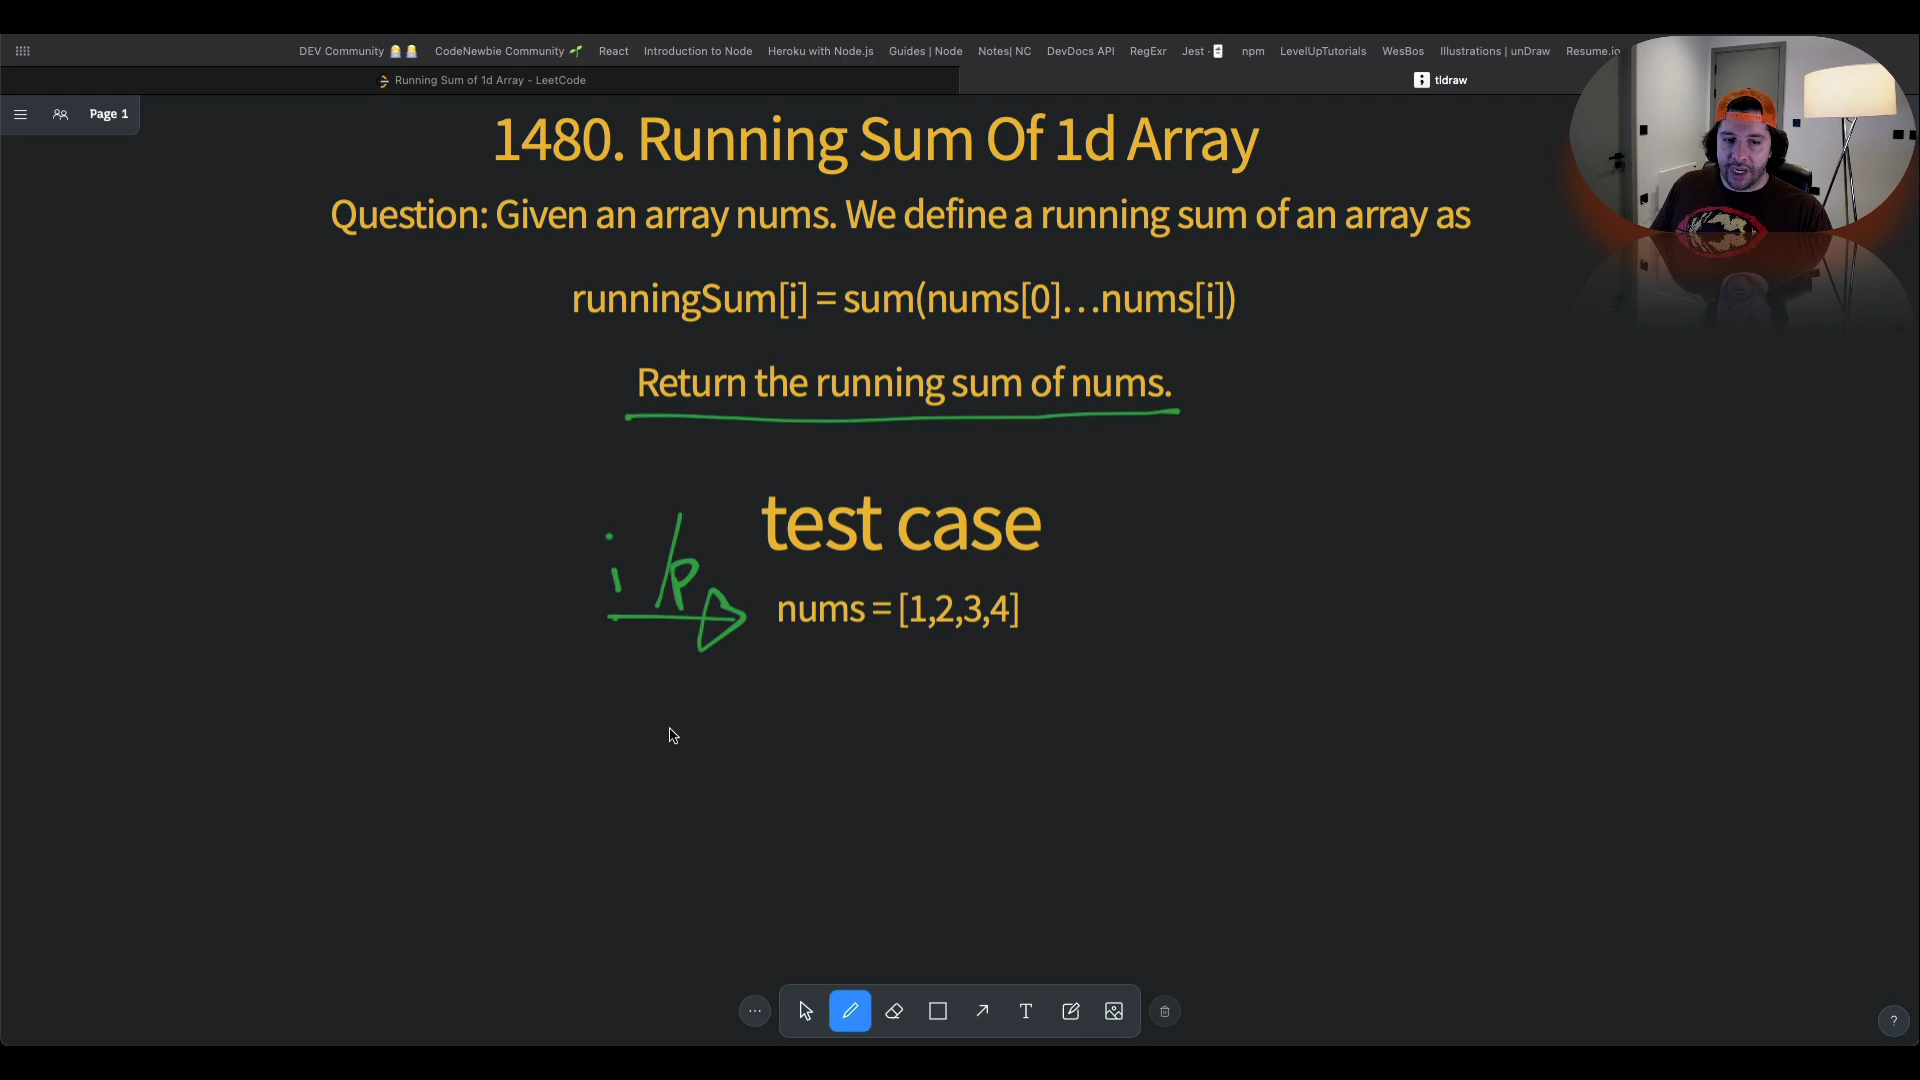 DEV Community CodeNewbie Community React Introduction to Node Heroku with Node.js Guides | Node Notes| NC DevDocs API RegExr Jest · npm LevelUpTutorials WesBos Illustrations | unDraw Resume.io
Running Sum of 1d Array - LeetCode tldraw
Page 1
1480. Running Sum Of 1d Array
Question: Given an array nums. We define a running sum of an array as
runningSum[i] = sum(nums[0]…nums[i])
Return the running sum of nums.
test case
i/p
nums = [1,2,3,4]
T
?